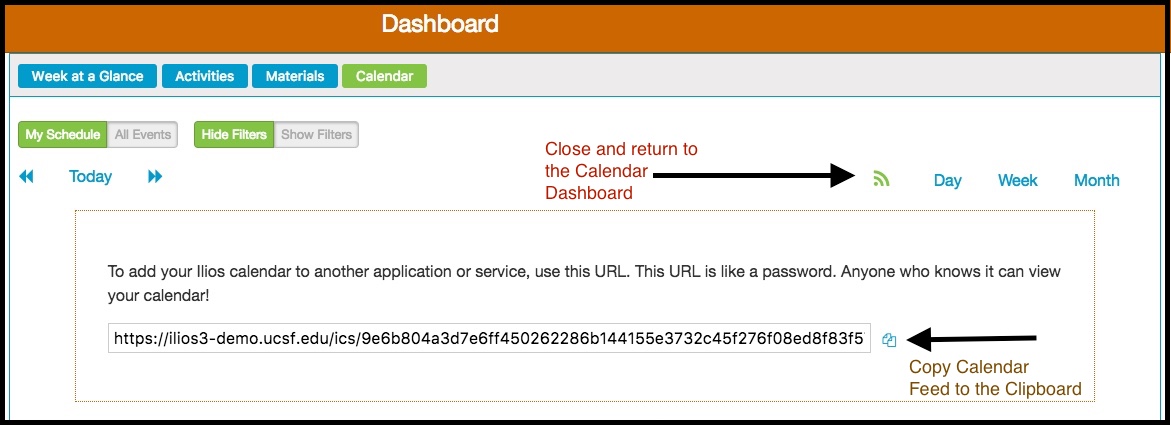 Dashboard
Week at a Glance Activities Materials Calendar
My Schedule All Events Hide Filters Show Filters
Close and return to
the Calendar
Dashboard
Today
Day Week Month
To add your Ilios calendar to another application or service, use this URL. This URL is like a password. Anyone who knows it can view
your calendar!
https://ilios3-demo.ucsf.edu/ics/9e6b804a3d7e6ff450262286b144155e3732c45f276f08ed8f83f5
Copy Calendar
Feed to the Clipboard